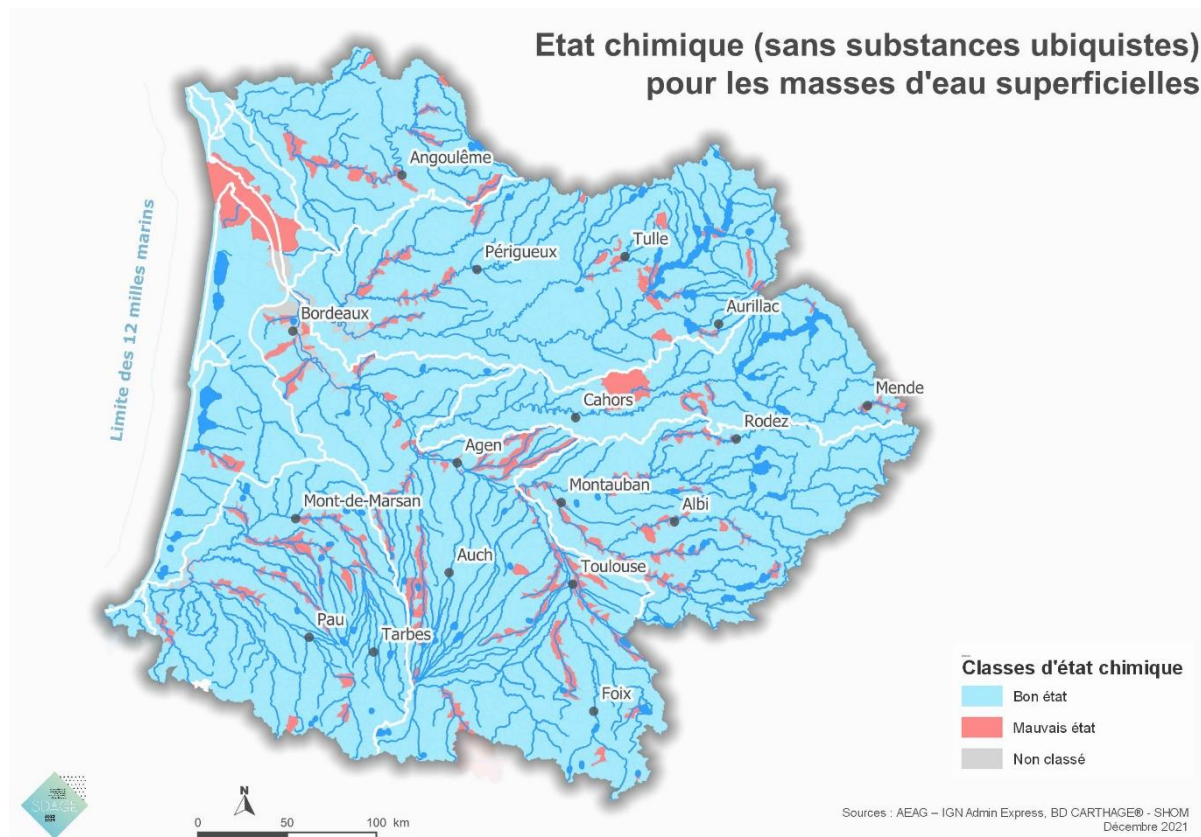 Etat chimique (sans substances ubiquistes)
pour les masses d'eau superficielles
Limite des 12 milles marins
Angoulême
Périgueux
Tulle
Bordeaux
Aurillac
Mende
Cahors
Rodez
Agen
Montauban
Mont-de-Marsan
Albi
Auch
Toulouse
Pau
Tarbes
Foix
Classes d'état chimique
Bon état
Mauvais état
Non classé
SDAGE
N
0 50 100 km
Sources : AEAG – IGN Admin Express, BD CARTHAGE® - SHOM
Décembre 2021